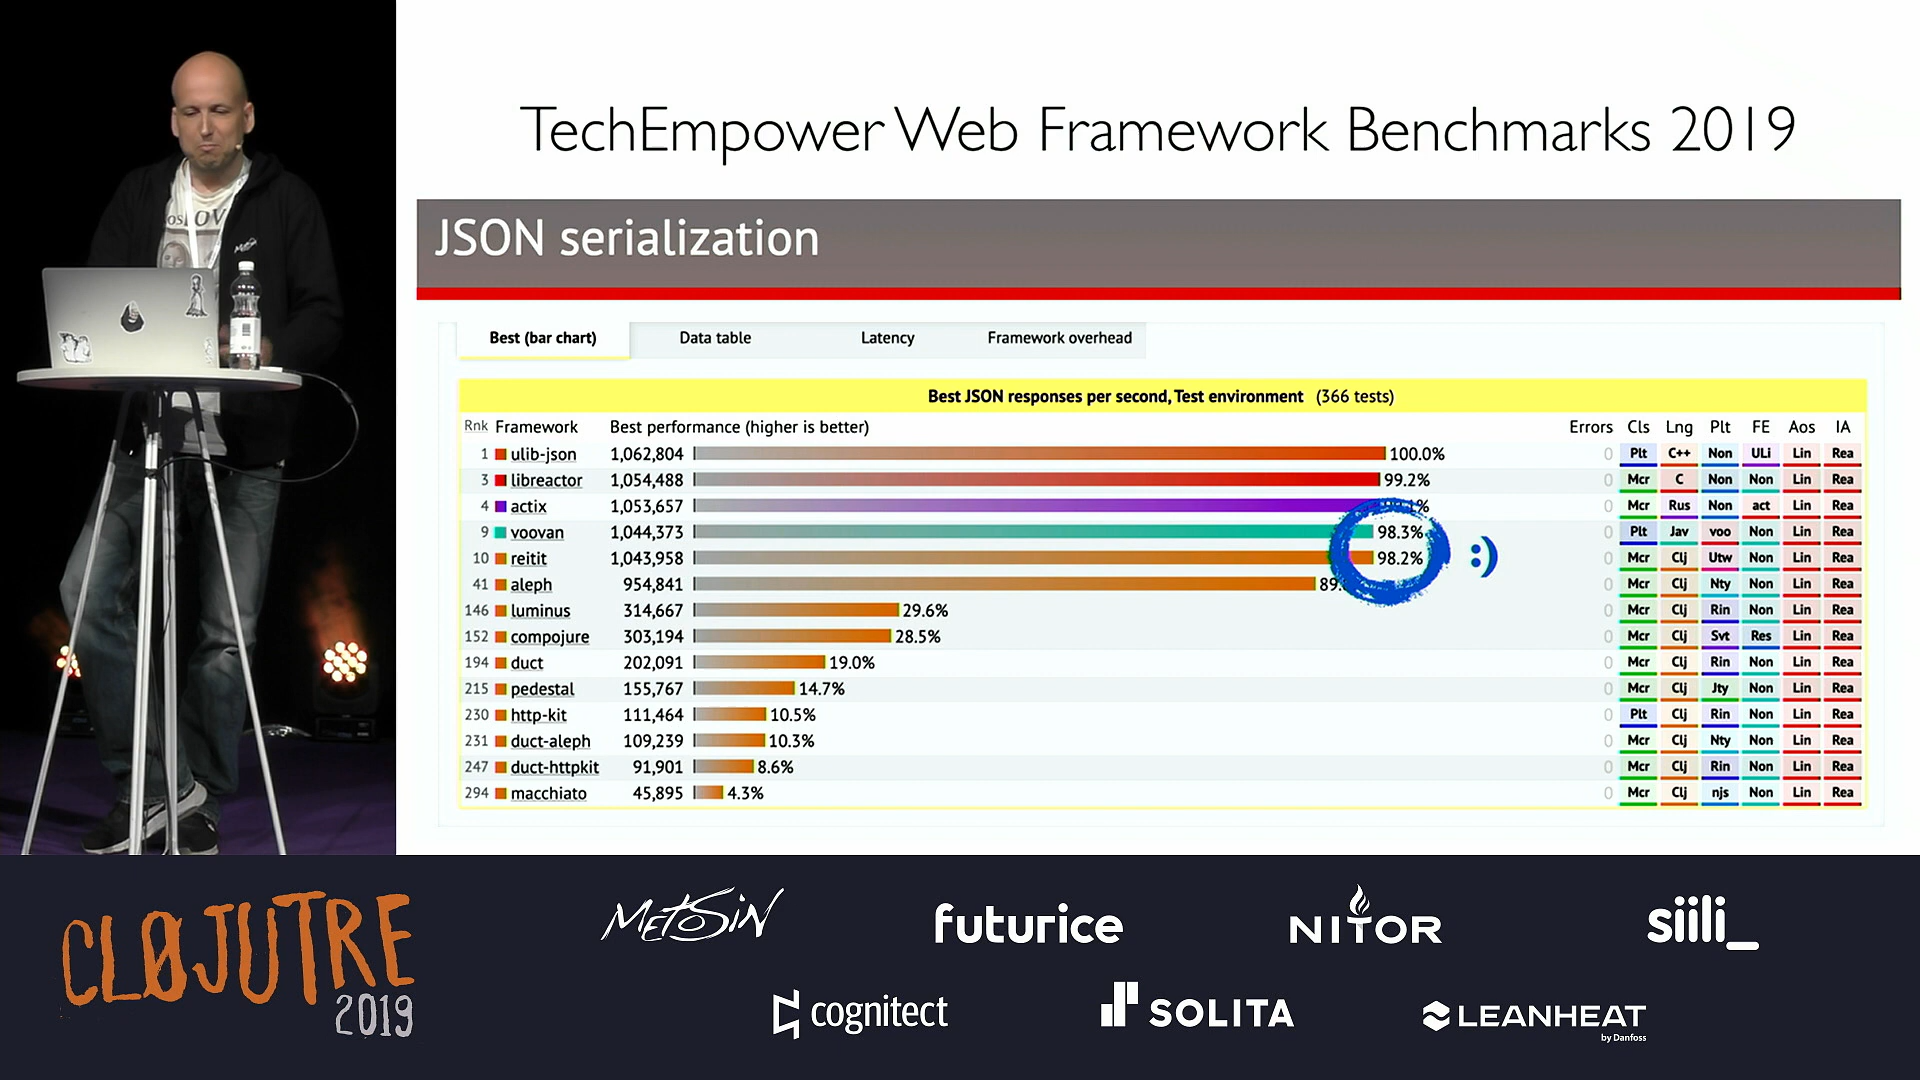 TechEmpower Web Framework Benchmarks 2019
JSON serialization
Best (bar chart) Data table Latency Framework overhead
Best JSON responses per second, Test environment (366 tests)
Rnk Framework Best performance (higher is better) Errors Cls Lng Plt FE Aos IA
1 ulib-json 1,062,804 100.0% 0 Plt C++ Non ULi Lin Rea
3 libreactor 1,054,488 99.2% 0 Mcr C Non Non Lin Rea
4 actix 1,053,657 0 Mcr Rus Non act Lin Rea
9 voovan 1,044,373 98.3% 0 Plt Jav voo Non Lin Rea
10 reitit 1,043,958 98.2% 0 Mcr Clj Utw Non Lin Rea
:)
41 aleph 954,841 89. 0 Mcr Clj Nty Non Lin Rea
146 luminus 314,667 29.6% 0 Mcr Clj Rin Non Lin Rea
152 compojure 303,194 28.5% 0 Mcr Clj Svt Res Lin Rea
194 duct 202,091 19.0% 0 Mcr Clj Rin Non Lin Rea
215 pedestal 155,767 14.7% 0 Mcr Clj Jty Non Lin Rea
230 http-kit 111,464 10.5% 0 Plt Clj Rin Non Lin Rea
231 duct-aleph 109,239 10.3% 0 Mcr Clj Nty Non Lin Rea
247 duct-httpkit 91,901 8.6% 0 Mcr Clj Rin Non Lin Rea
294 macchiato 45,895 4.3% 0 Mcr Clj njs Non Lin Rea
CLØJUTRE
2019
METOSIN futurice NITOR siili_
cognitect SOLITA LEANHEAT
by Danfoss